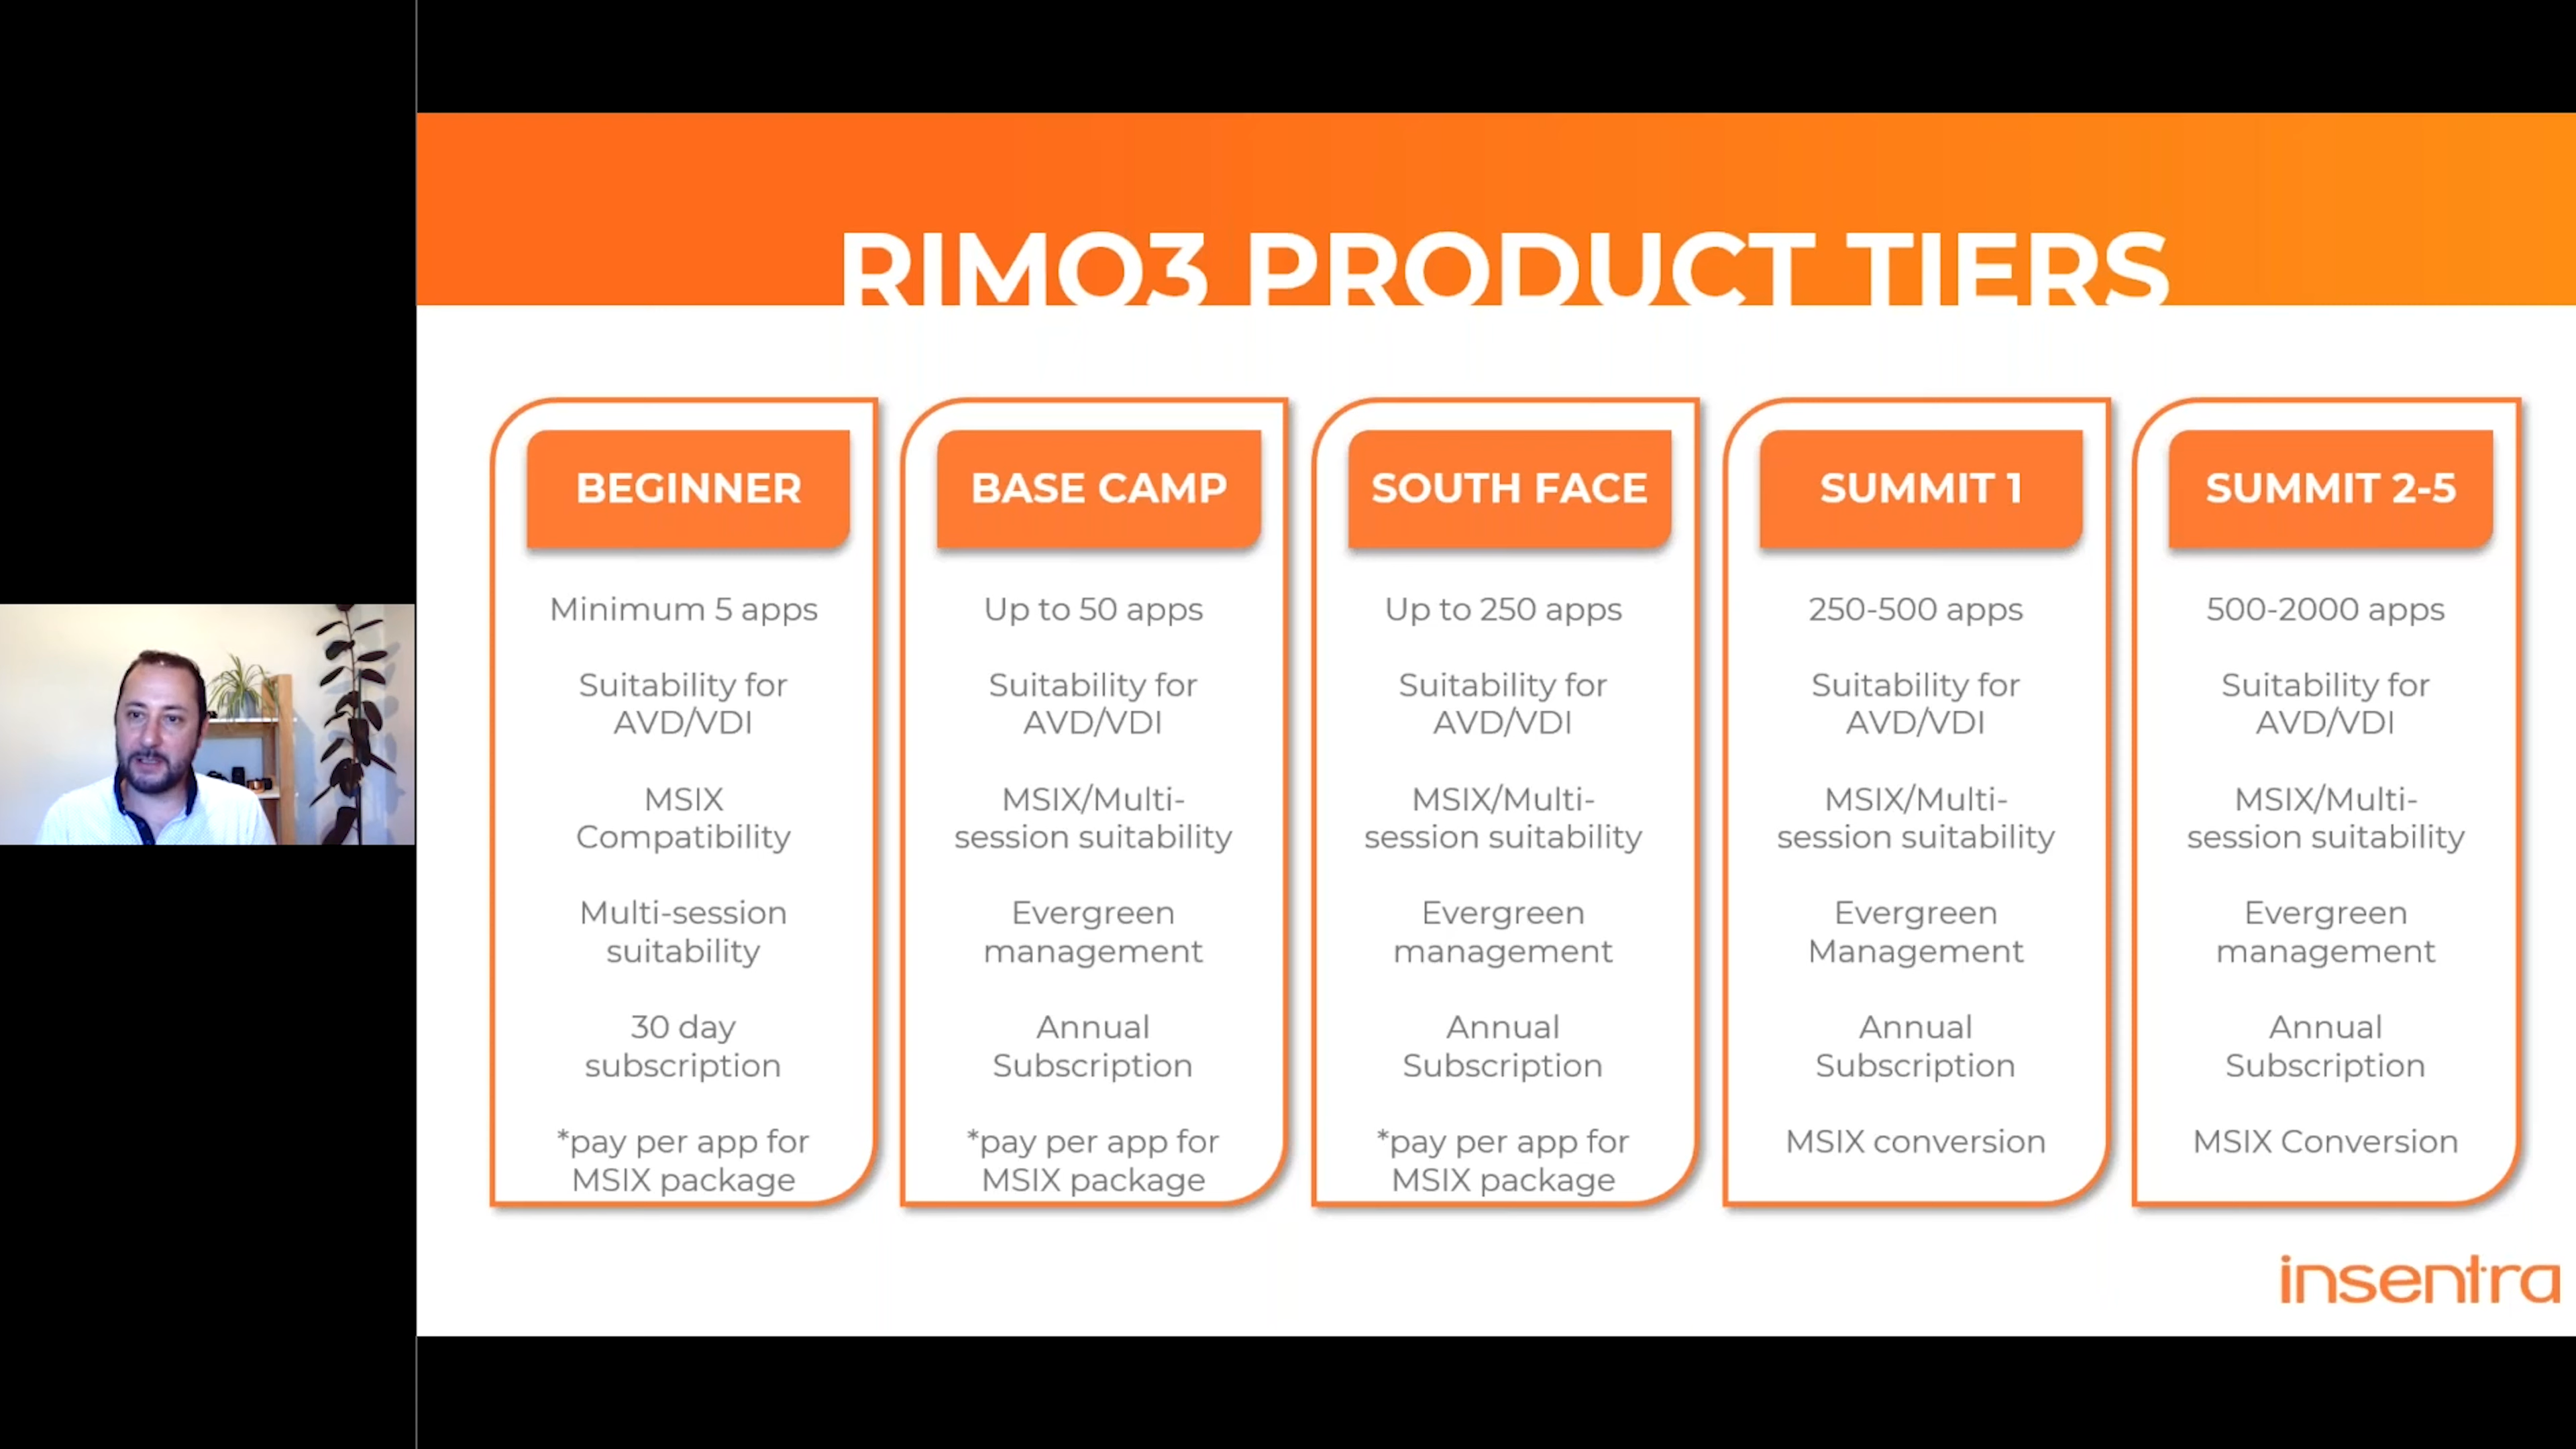 RIMO3 PRODUCT TIERS
BEGINNER
Minimum 5 apps
Suitability for
AVD/VDI
MSIX
Compatibility
Multi-session
suitability
30 day
subscription
*pay per app for
MSIX package
BASE CAMP
Up to 50 apps
Suitability for
AVD/VDI
MSIX/Multi-
session suitability
Evergreen
management
Annual
Subscription
*pay per app for
MSIX package
SOUTH FACE
Up to 250 apps
Suitability for
AVD/VDI
MSIX/Multi-
session suitability
Evergreen
management
Annual
Subscription
*pay per app for
MSIX package
SUMMIT 1
250-500 apps
Suitability for
AVD/VDI
MSIX/Multi-
session suitability
Evergreen
Management
Annual
Subscription
MSIX conversion
SUMMIT 2-5
500-2000 apps
Suitability for
AVD/VDI
MSIX/Multi-
session suitability
Evergreen
management
Annual
Subscription
MSIX Conversion
insentra